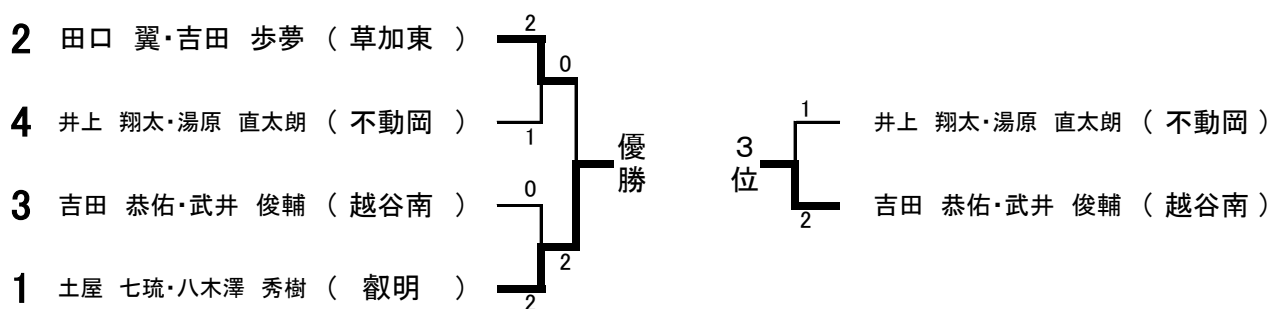 2 田口 翼・吉田 歩夢 ( 草加東 ) 2
0
4 井上 翔太・湯原 直太朗 ( 不動岡 ) 1
優勝
3 吉田 恭佑・武井 俊輔 ( 越谷南 ) 0
2
1 土屋 七琉・八木澤 秀樹 ( 叡明 ) 2
1 井上 翔太・湯原 直太朗 ( 不動岡 )
3位
2 吉田 恭佑・武井 俊輔 ( 越谷南 )